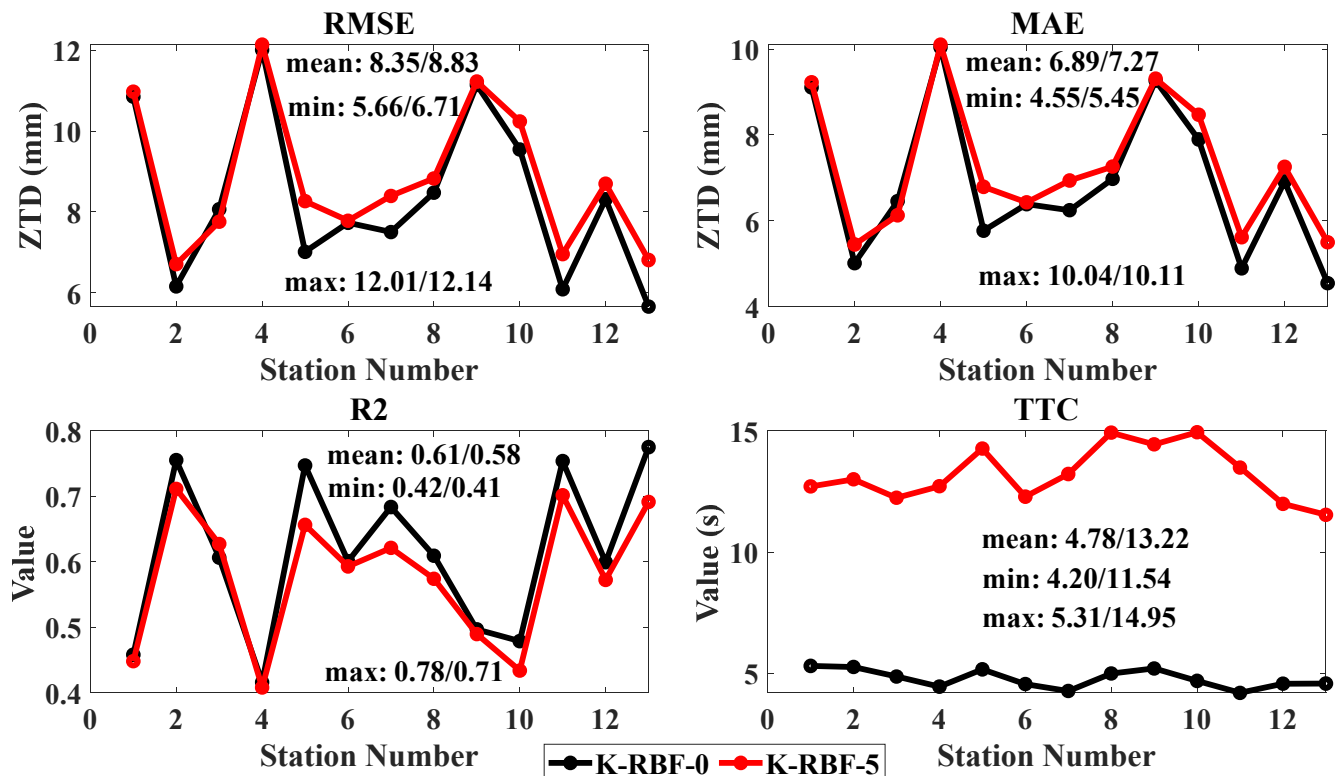 RMSE
12
10
8
6
ZTD (mm)
mean: 8.35/8.83
min: 5.66/6.71
max: 12.01/12.14
0 2 4 6 8 10 12
Station Number
MAE
10
8
6
4
ZTD (mm)
mean: 6.89/7.27
min: 4.55/5.45
max: 10.04/10.11
0 2 4 6 8 10 12
Station Number
R2
0.8
0.7
0.6
0.5
0.4
Value
mean: 0.61/0.58
min: 0.42/0.41
max: 0.78/0.71
0 2 4 6 8 10 12
Station Number
TTC
15
10
5
Value (s)
mean: 4.78/13.22
min: 4.20/11.54
max: 5.31/14.95
0 2 4 6 8 10 12
Station Number
K-RBF-0 K-RBF-5